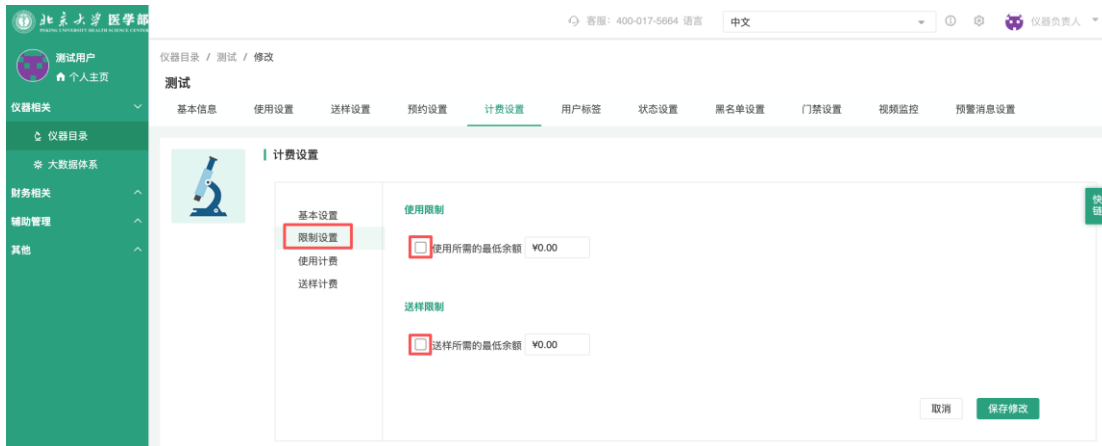 北京大学 医学部
PEKING UNIVERSITY HEALTH SCIENCE CENTER
客服：400-017-5664 语言
中文
仪器负责人
测试用户
个人主页
仪器相关
仪器目录
大数据体系
财务相关
辅助管理
其他
仪器目录 / 测试 / 修改
测试
基本信息 使用设置 送样设置 预约设置 计费设置 用户标签 状态设置 黑名单设置 门禁设置 视频监控 预警消息设置
计费设置
基本设置
限制设置
使用计费
送样计费
使用限制
使用所需的最低余额 ¥0.00
送样限制
送样所需的最低余额 ¥0.00
取消 保存修改
快
链